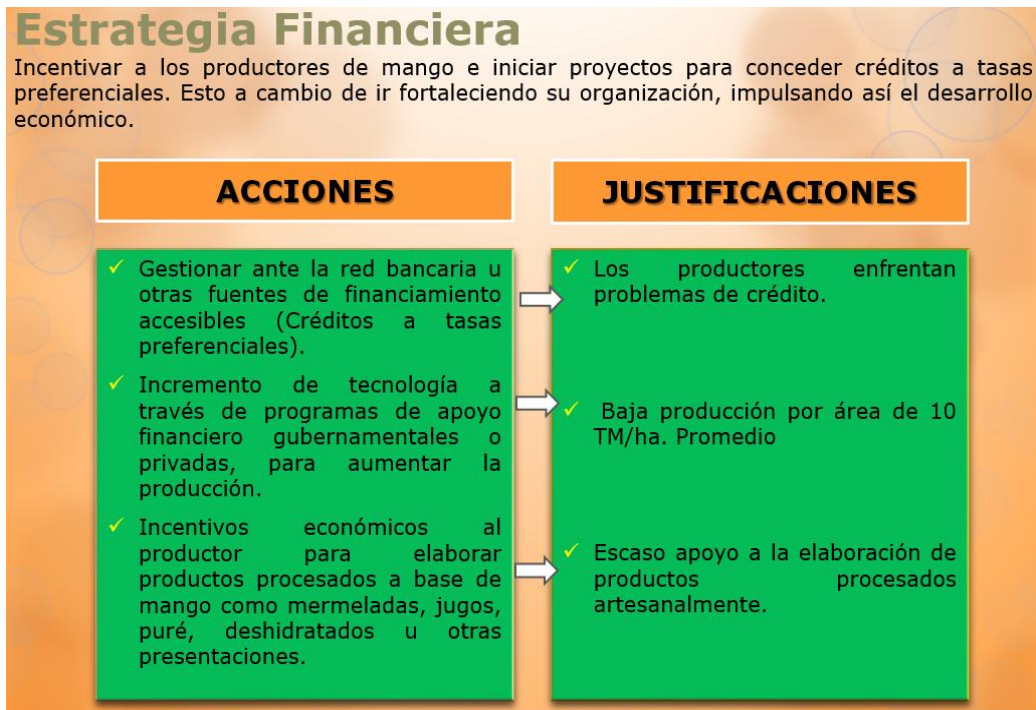 Estrategia Financiera
Incentivar a los productores de mango e iniciar proyectos para conceder créditos a tasas
preferenciales. Esto a cambio de ir fortaleciendo su organización, impulsando así el desarrollo
económico.
ACCIONES
Gestionar ante la red bancaria u
otras fuentes de financiamiento
accesibles (Créditos a tasas
preferenciales).
Incremento de tecnología a
través de programas de apoyo
financiero gubernamentales o
privadas, para aumentar la
producción.
Incentivos económicos al
productor para elaborar
productos procesados a base de
mango como mermeladas, jugos,
puré, deshidratados u otras
presentaciones.
JUSTIFICACIONES
Los productores enfrentan
problemas de crédito.
Baja producción por área de 10
TM/ha. Promedio
Escaso apoyo a la elaboración de
productos procesados
artesanalmente.